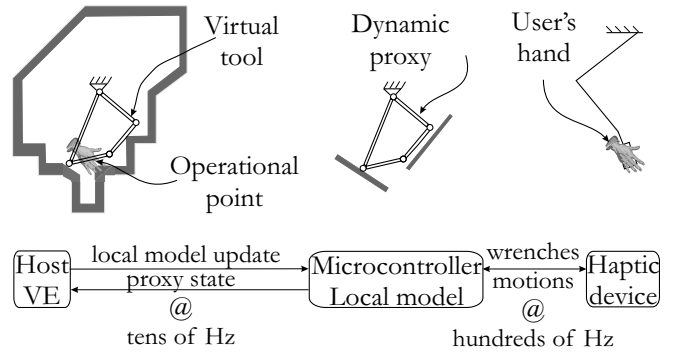 Virtual
tool
Dynamic
proxy
User's
hand
Operational
point
Host
VE
local model update
proxy state
@
tens of Hz
Microcontroller
Local model
wrenches
motions
@
hundreds of Hz
Haptic
device